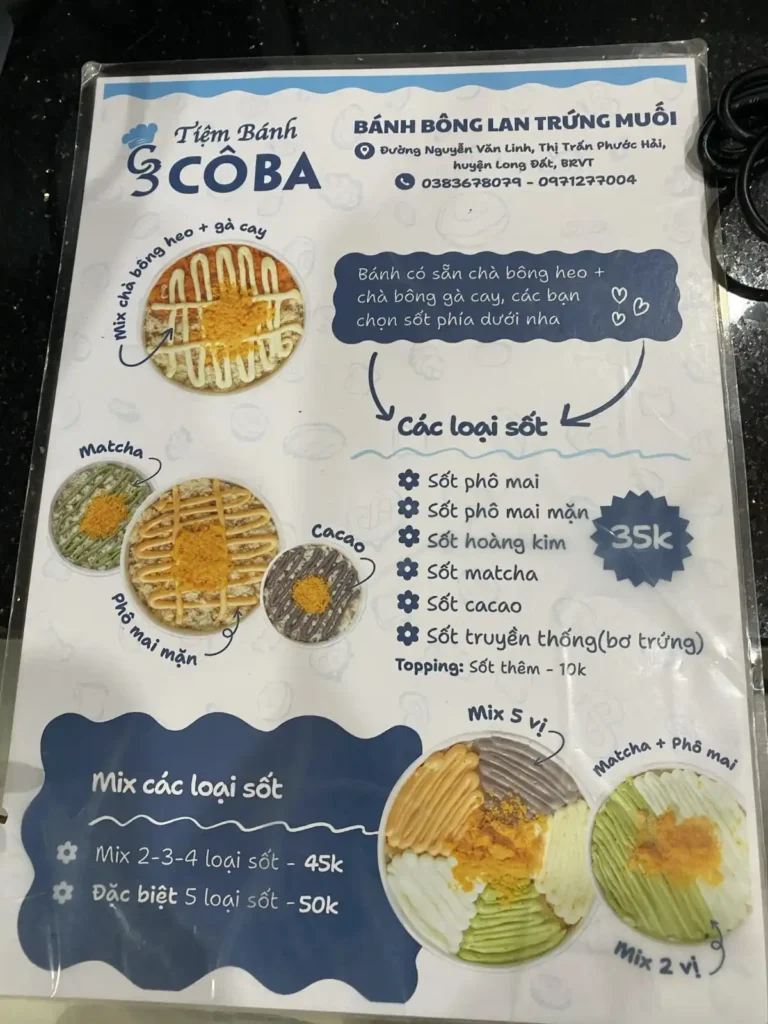 Tiệm Bánh
CÔ BA
BÁNH BÔNG LAN TRỨNG MUỐI
Đường Nguyễn Văn Linh, Thị Trấn Phước Hải,
huyện Long Đất, BRVT
0383678079 - 0971277004
Mix chà bông heo + gà cay
Bánh có sẵn chà bông heo +
chà bông gà cay, các bạn
chọn sốt phía dưới nha
Các loại sốt
Matcha
Phô mai mặn
Cacao
Sốt phô mai
Sốt phô mai mặn
Sốt hoàng kim
Sốt matcha
Sốt cacao
Sốt truyền thống(bơ trứng)
35k
Topping: Sốt thêm - 10k
Mix các loại sốt
Mix 2-3-4 loại sốt - 45k
Đặc biệt 5 loại sốt - 50k
Mix 5 vị
Matcha + Phô mai
Mix 2 vị